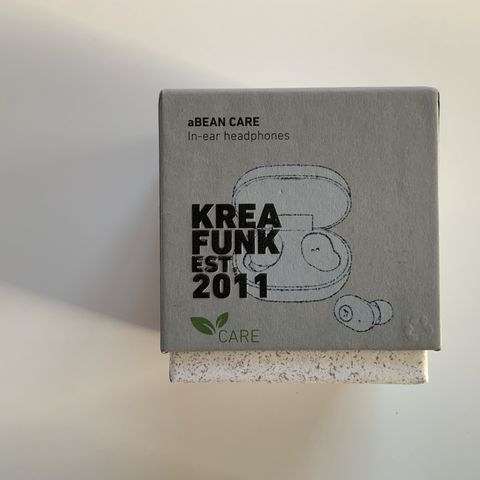 aBEAN CARE
In-ear headphones
KREA
FUNK
EST.
2011
CARE